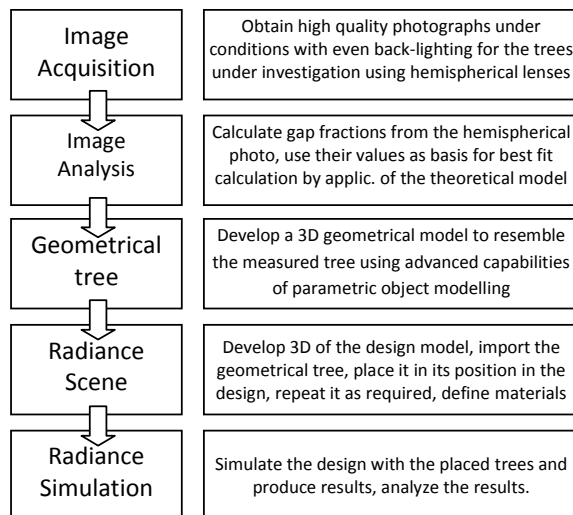 Image
Acquisition
Obtain high quality photographs under
conditions with even back-lighting for the trees
under investigation using hemispherical lenses
Image
Analysis
Calculate gap fractions from the hemispherical
photo, use their values as basis for best fit
calculation by applic. of the theoretical model
Geometrical
tree
Develop a 3D geometrical model to resemble
the measured tree using advanced capabilities
of parametric object modelling
Radiance
Scene
Develop 3D of the design model, import the
geometrical tree, place it in its position in the
design, repeat it as required, define materials
Radiance
Simulation
Simulate the design with the placed trees and
produce results, analyze the results.